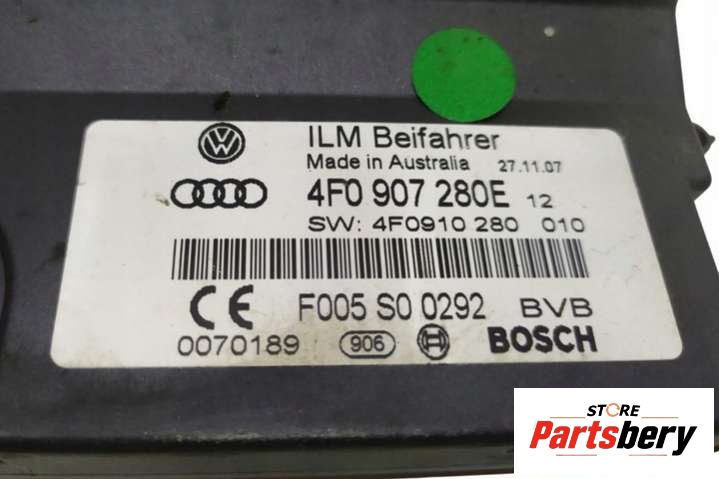 ILM Beifahrer
Made in Australia 27.11.07
4F0 907 280E 12
SW: 4F0910 280 010
CE F005 S0 0292 BVB
0070189 906 BOSCH
STORE
Partsbery